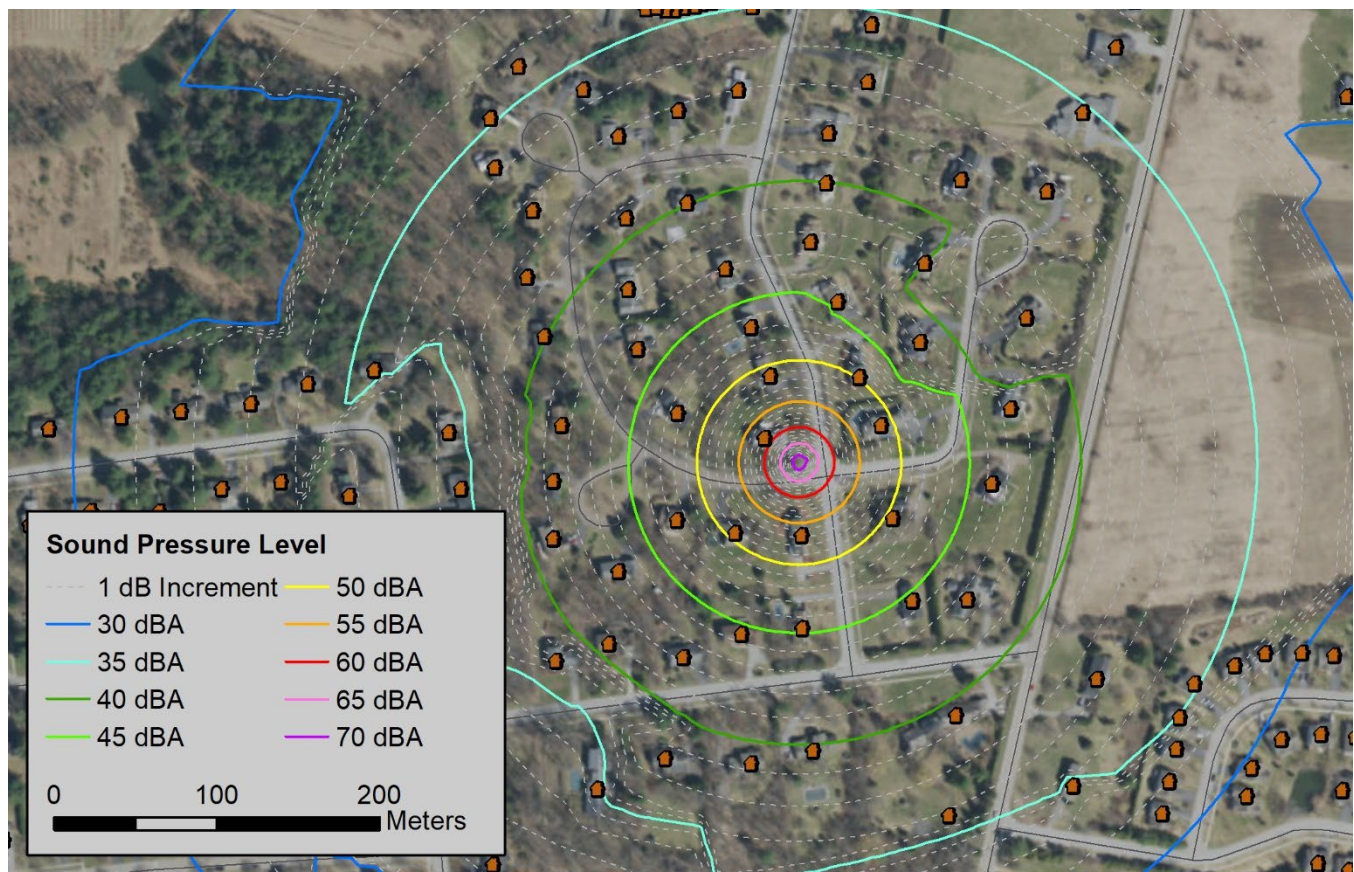 Sound Pressure Level
1 dB Increment 50 dBA
30 dBA 55 dBA
35 dBA 60 dBA
40 dBA 65 dBA
45 dBA 70 dBA
0 100 200
Meters